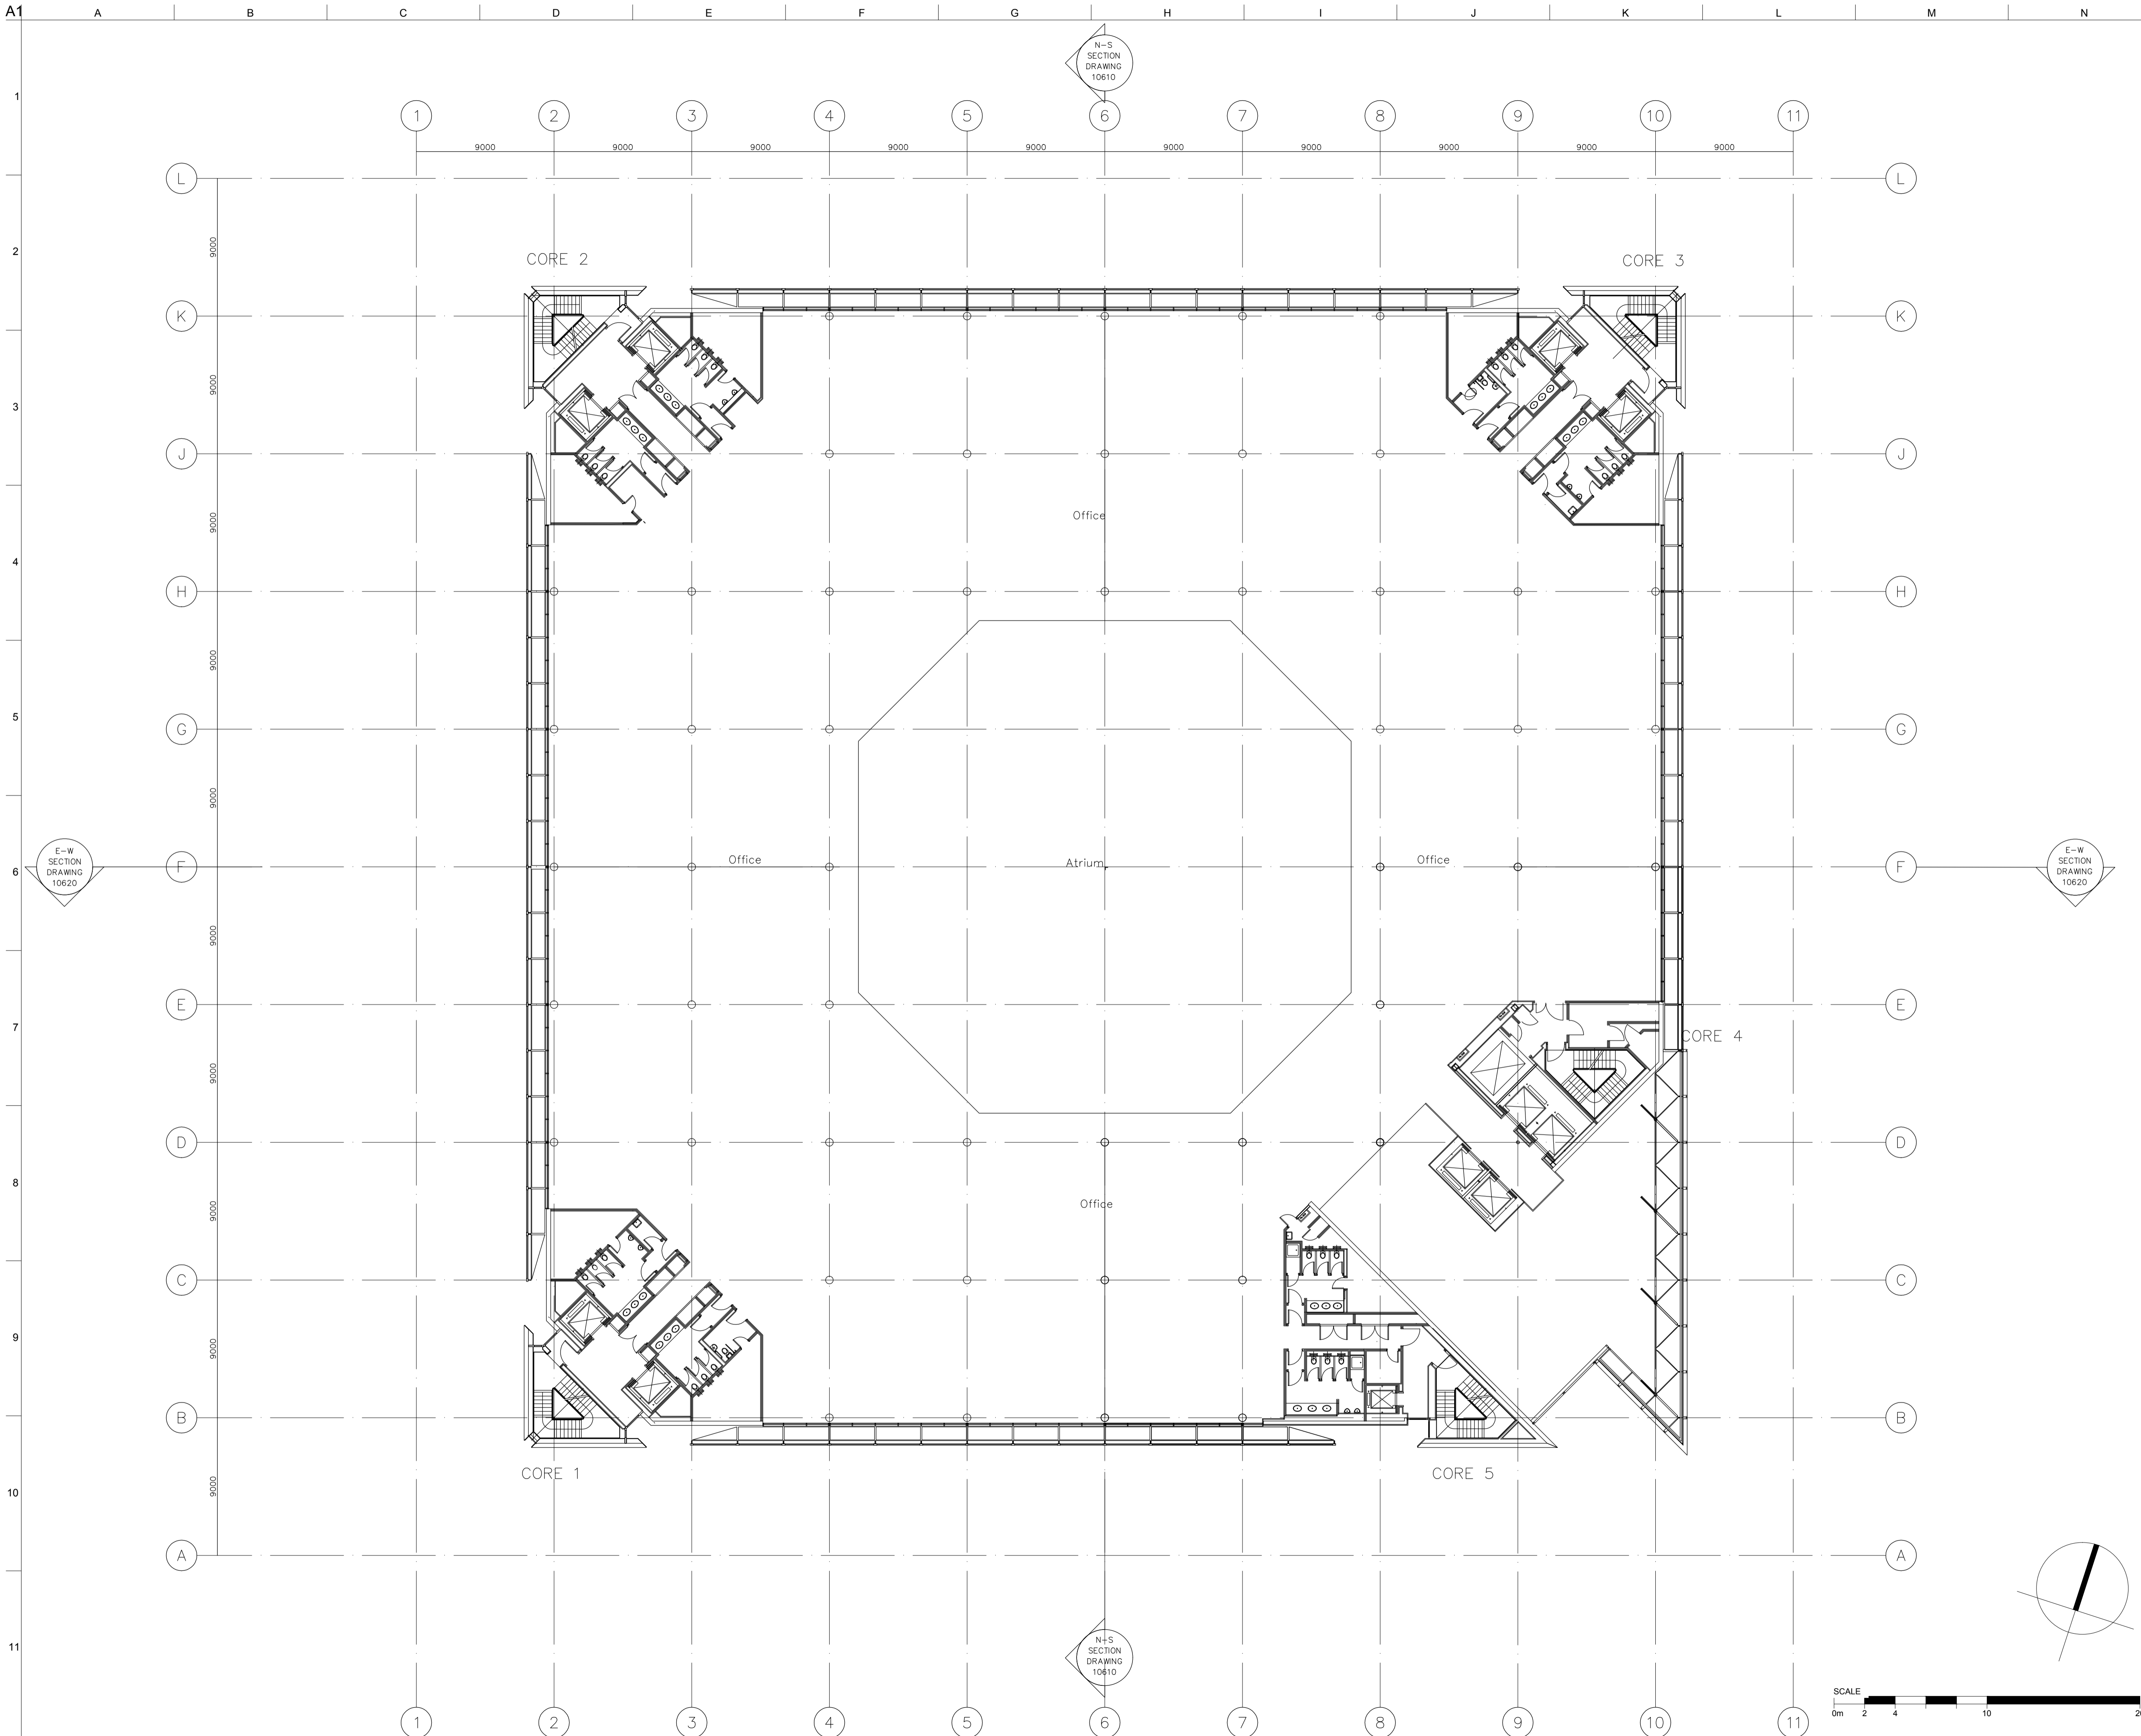 A1
A B C D E F G H I J K L M N
N-S
SECTION
DRAWING
10610
1
1 2 3 4 5 6 7 8 9 10 11
9000 9000 9000 9000 9000 9000 9000 9000 9000 9000
L L
9000
2
CORE 2
CORE 3
K K
9000
3
J J
9000
Office
4
H H
9000
5
G G
9000
E-W
SECTION
DRAWING
10620
6
F Office Atrium Office F
E-W
SECTION
DRAWING
10620
9000
E E
7
CORE 4
9000
D D
8
9000
Office
C C
9
9000
B B
CORE 1
CORE 5
9000
10
A A
11
N-S
SECTION
DRAWING
10610
SCALE
0m 2 4 10
1 2 3 4 5 6 7 8 9 10 11